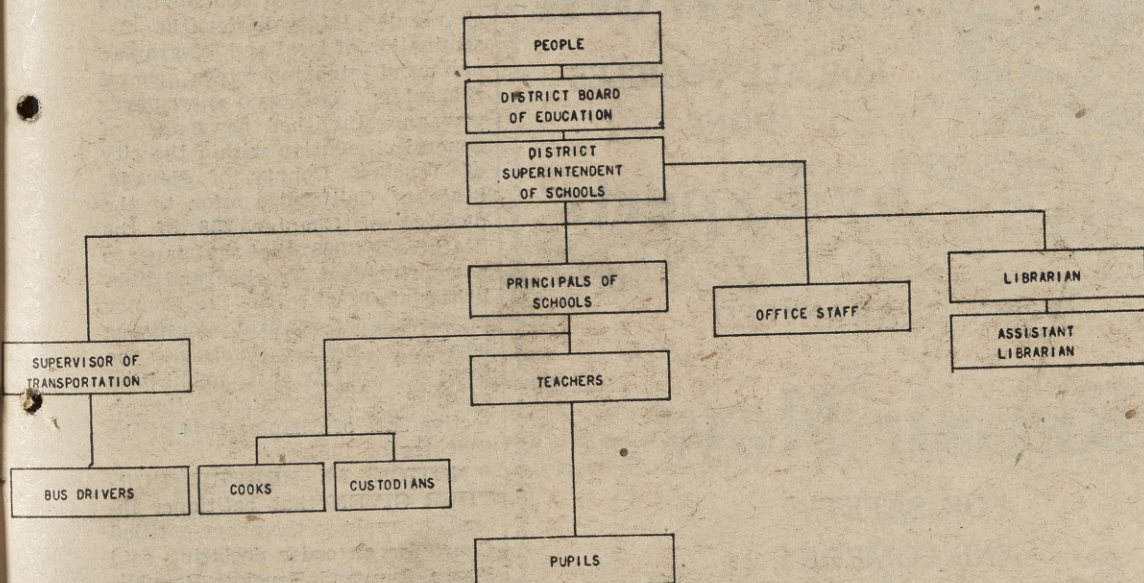 PEOPLE
DISTRICT BOARD
OF EDUCATION
DISTRICT
SUPERINTENDENT
OF SCHOOLS
PRINCIPALS OF
SCHOOLS
OFFICE STAFF
LIBRARIAN
ASSISTANT
LIBRARIAN
SUPERVISOR OF
TRANSPORTATION
TEACHERS
BUS DRIVERS
COOKS
CUSTODIANS
PUPILS